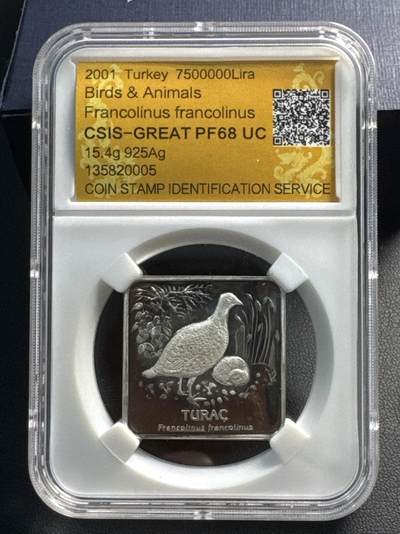 2001 Turkey 7500000Lira
Birds & Animals
Francolinus francolinus
CSIS-GREAT PF68 UC
15.4g 925Ag
135820005
COIN STAMP IDENTIFICATION SERVICE
TURAÇ
Francolinus francolinus